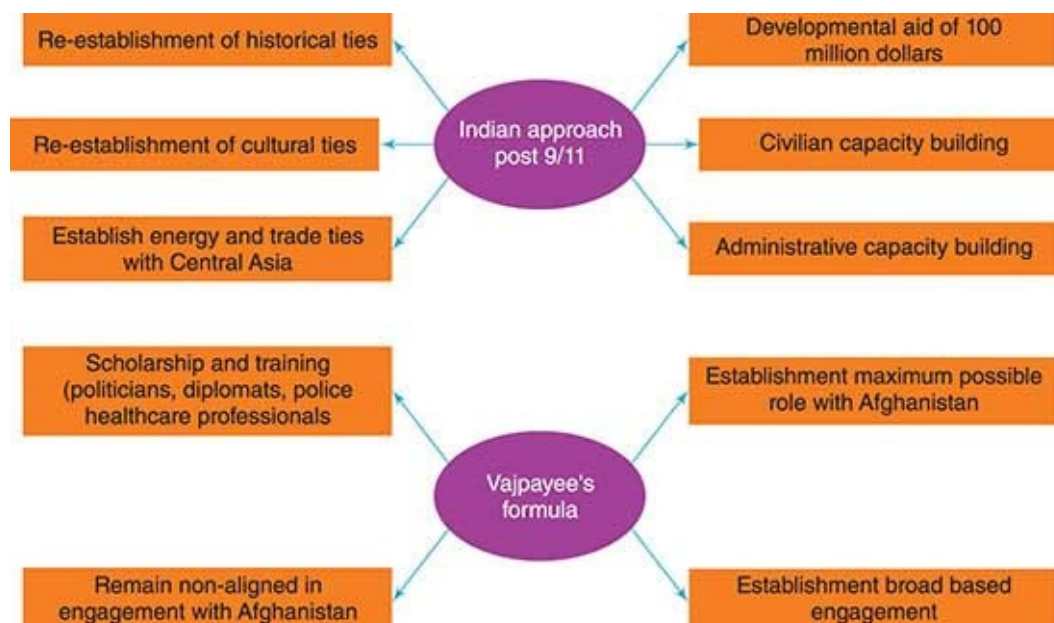 Re-establishment of historical ties
Developmental aid of 100
million dollars
Indian approach
post 9/11
Re-establishment of cultural ties
Civilian capacity building
Establish energy and trade ties
with Central Asia
Administrative capacity building
Scholarship and training
(politicians, diplomats, police
healthcare professionals
Establishment maximum possible
role with Afghanistan
Vajpayee's
formula
Remain non-aligned in
engagement with Afghanistan
Establishment broad based
engagement